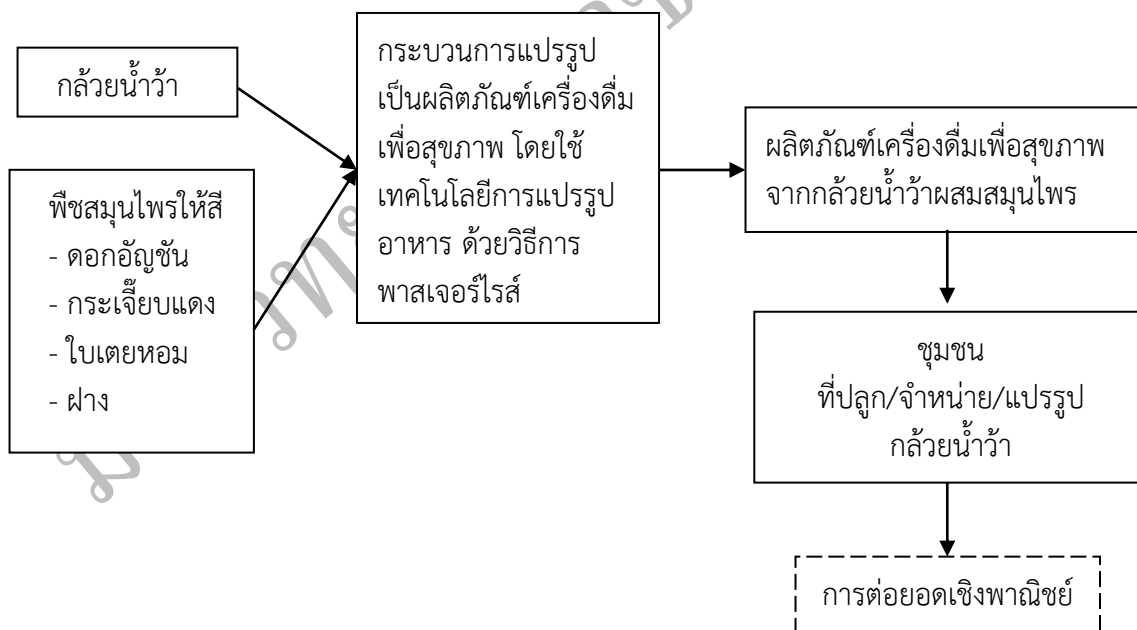 กล้วยน้ำว้า
พืชสมุนไพรให้สี
- ดอกอัญชัน
- กระเจี๊ยบแดง
- ใบเตยหอม
- ฝาง
กระบวนการแปรรูป
เป็นผลิตภัณฑ์เครื่องดื่ม
เพื่อสุขภาพ โดยใช้
เทคโนโลยีการแปรรูป
อาหาร ด้วยวิธีการ
พาสเจอร์ไรส์
ผลิตภัณฑ์เครื่องดื่มเพื่อสุขภาพ
จากกล้วยน้ำว้าผสมสมุนไพร
ชุมชน
ที่ปลูก/จำหน่าย/แปรรูป
กล้วยน้ำว้า
การต่อยอดเชิงพาณิชย์